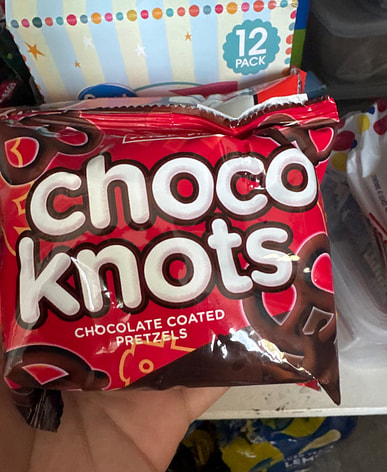 12
PACK
choco
knots
CHOCOLATE COATED
PRETZELS